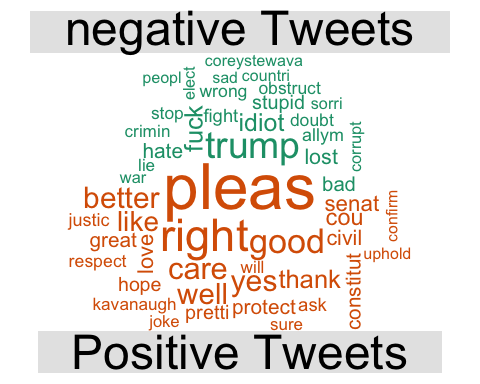 negative Tweets
coreystewava
peopl elect sad countri
wrong obstruct
stupid sorri
stop fuck fight idiot doubt
crimin allym corrupt
hate trump lost
lie
war bad
pleas
better senat confirm
justic like right good cou
great love civil
respect care will uphold
hope well yes thank constitut
kavanaugh pretti protect ask
joke sure
Positive Tweets